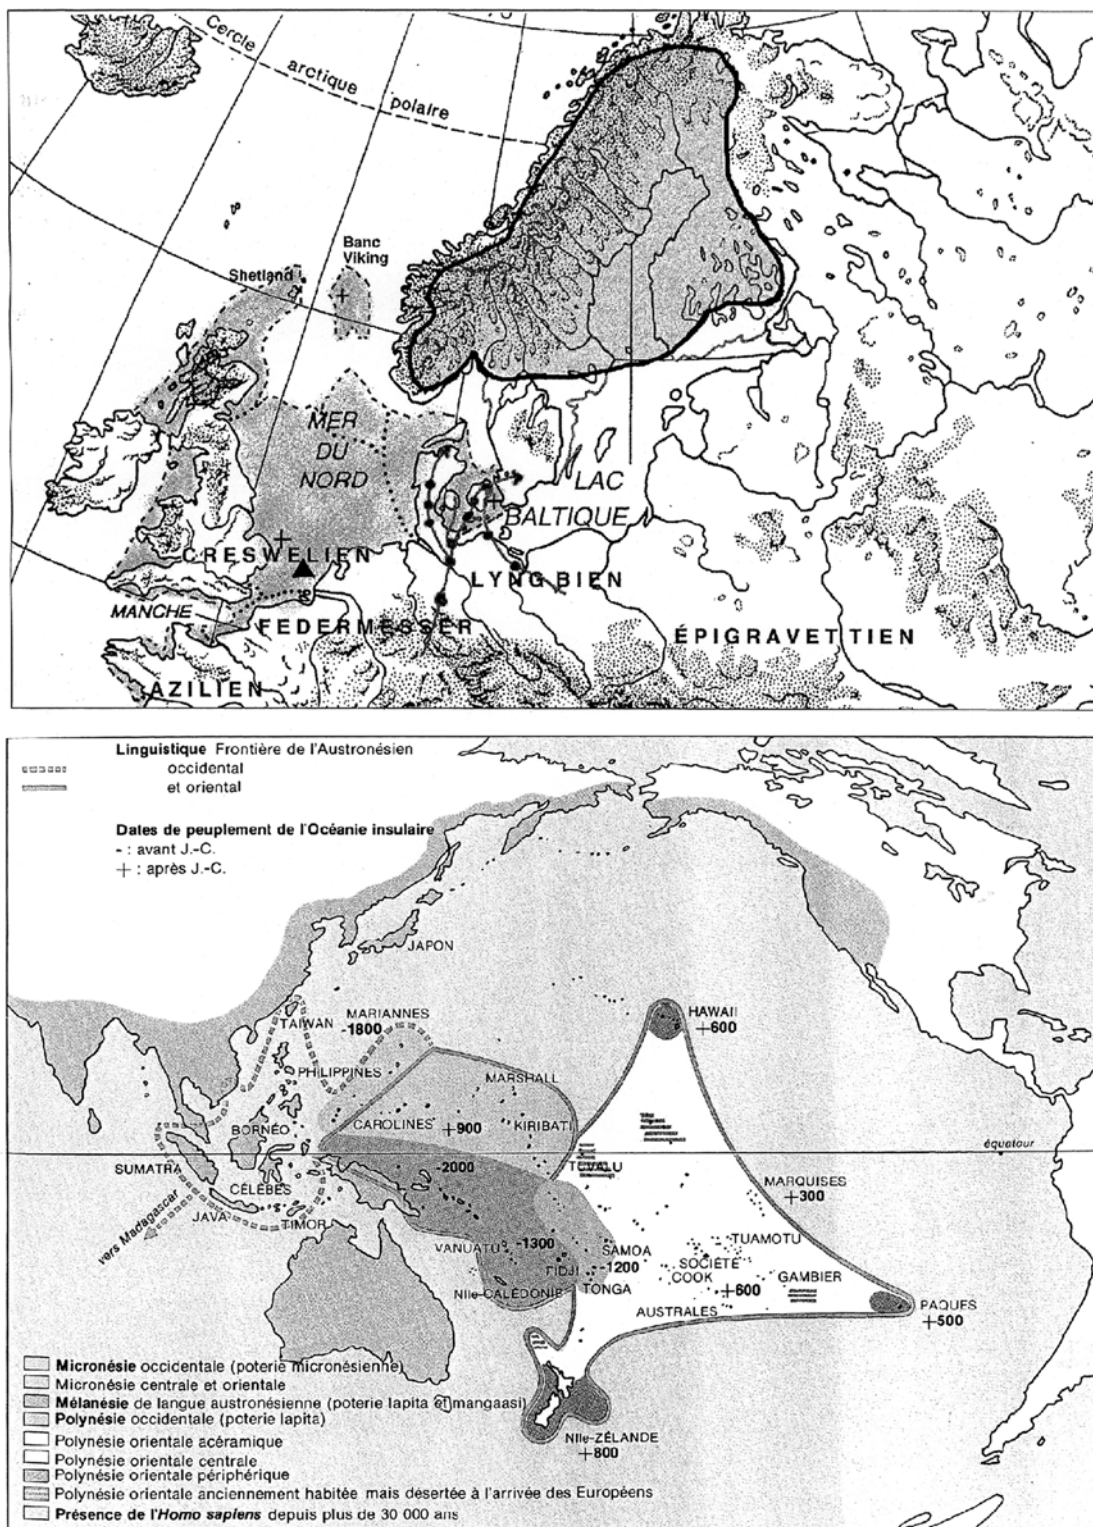 Cercle
arctique
polaire
Banc
Viking
Shetland
MER
DU
NORD
LAC
BALTIQUE
CRESWELIEN
LYNGBIEN
MANCHE
FEDERMESSER
ÉPIGRAVETTIEN
AZILIEN
Linguistique Frontière de l'Austronésien
occidental
et oriental
Dates de peuplement de l'Océanie insulaire
- : avant J.-C.
+ : après J.-C.
JAPON
MARIANNES
-1800
TAIWAN
HAWAII
+600
PHILIPPINES
MARSHALL
CAROLINES +900
KIRIBATI
BORNÉO
équateur
SUMATRA
-2000
TUVALU
CÉLÈBES
MARQUISES
+300
JAVA
TIMOR
vers Madagascar
VANUATU
-1300
SAMOA
-1200
TUAMOTU
SOCIÉTÉ
FIDJI
COOK
+600
GAMBIER
Nlle-CALÉDONIE
TONGA
AUSTRALES
PAQUES
+500
Nlle-ZÉLANDE
+800
Micronésie occidentale (poterie micronésienne)
Micronésie centrale et orientale
Mélanésie de langue austronésienne (poterie lapita et mangaasi)
Polynésie occidentale (poterie lapita)
Polynésie orientale acéramique
Polynésie orientale centrale
Polynésie orientale périphérique
Polynésie orientale anciennement habitée mais désertée à l'arrivée des Européens
Présence de l'Homo sapiens depuis plus de 30 000 ans